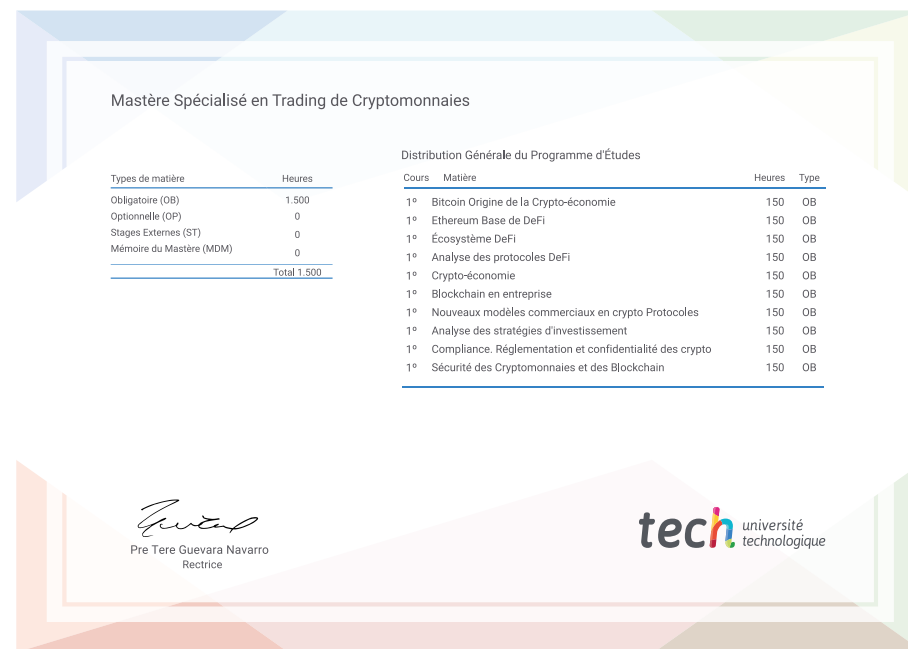 Mastère Spécialisé en Trading de Cryptomonnaies
Types de matière Heures
Obligatoire (OB) 1.500
Optionnelle (OP) 0
Stages Externes (ST) 0
Mémoire du Mastère (MDM) 0
Total 1.500
Distribution Générale du Programme d'Études
Cours Matière Heures Type
1º Bitcoin Origine de la Crypto-économie 150 OB
1º Ethereum Base de DeFi 150 OB
1º Écosystème DeFi 150 OB
1º Analyse des protocoles DeFi 150 OB
1º Crypto-économie 150 OB
1º Blockchain en entreprise 150 OB
1º Nouveaux modèles commerciaux en crypto Protocoles 150 OB
1º Analyse des stratégies d'investissement 150 OB
1º Compliance. Réglementation et confidentialité des crypto 150 OB
1º Sécurité des Cryptomonnaies et des Blockchain 150 OB
Pre Tere Guevara Navarro
Rectrice
tech université
technologique